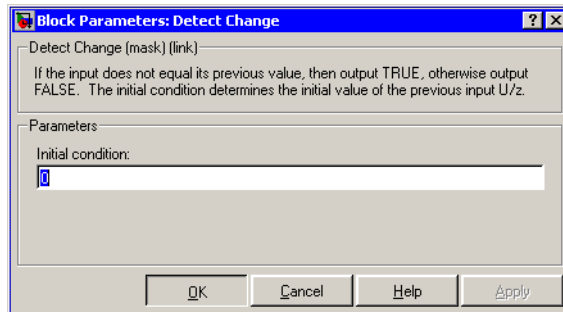 Block Parameters: Detect Change
Detect Change (mask) (link)
If the input does not equal its previous value, then output TRUE, otherwise output
FALSE.  The initial condition determines the initial value of the previous input U/z.
Parameters
Initial condition:
0
OK
Cancel
Help
Apply